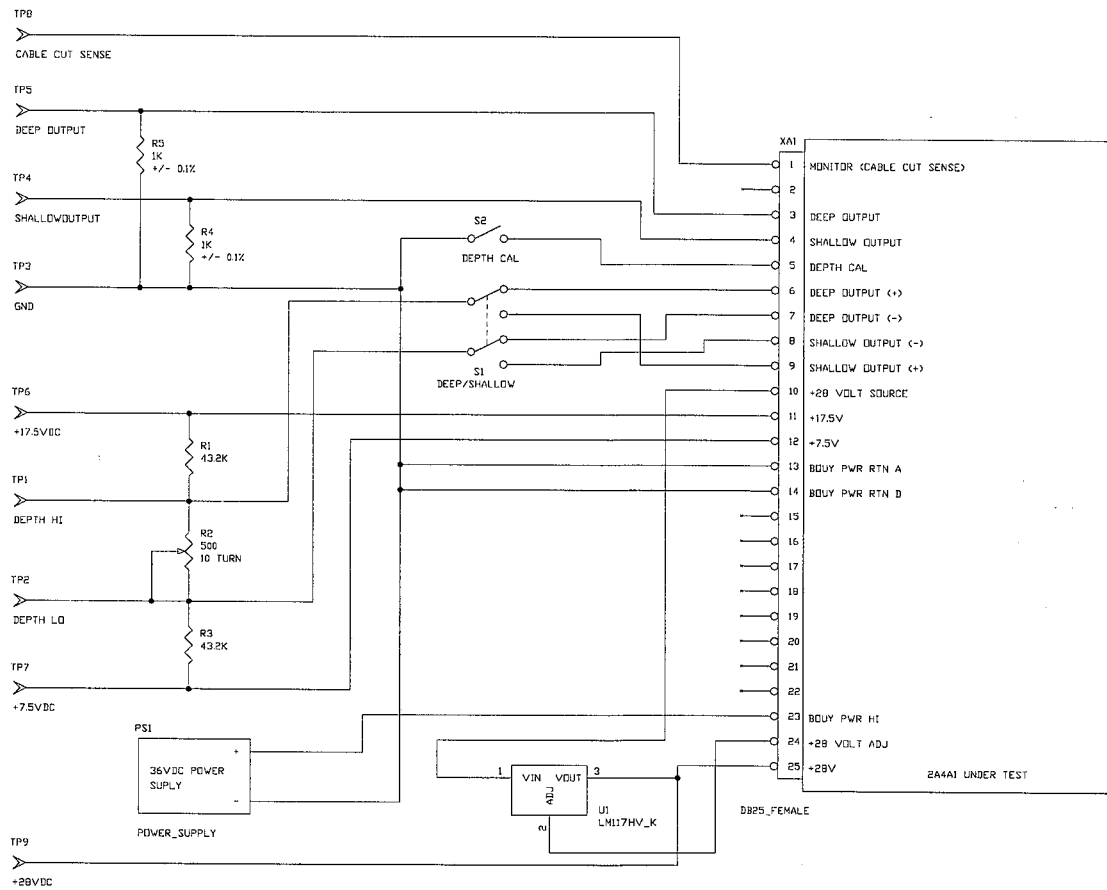 TP8
CABLE CUT SENSE
TP5
DEEP OUTPUT
R5
1K
+/- 0.1%
TP4
SHALLOWOUTPUT
R4
1K
+/- 0.1%
TP3
GND
S2
DEPTH CAL
S1
DEEP/SHALLOW
TP6
+17.5VDC
R1
43.2K
TP1
DEPTH HI
R2
500
10 TURN
TP2
DEPTH LO
R3
43.2K
TP7
+7.5VDC
PS1
+
36VDC POWER
SUPLY
-
POWER_SUPPLY
TP9
+28VDC
1 VIN VOUT 3
ADJ
2
U1
LM117HV_K
XA1
1 MONITOR (CABLE CUT SENSE)
2
3 DEEP OUTPUT
4 SHALLOW OUTPUT
5 DEPTH CAL
6 DEEP OUTPUT (+)
7 DEEP OUTPUT (-)
8 SHALLOW OUTPUT (-)
9 SHALLOW OUTPUT (+)
10 +28 VOLT SOURCE
11 +17.5V
12 +7.5V
13 BOUY PWR RTN A
14 BOUY PWR RTN D
15
16
17
18
19
20
21
22
23 BOUY PWR HI
24 +28 VOLT ADJ
25 +28V
2A4A1 UNDER TEST
DB25_FEMALE